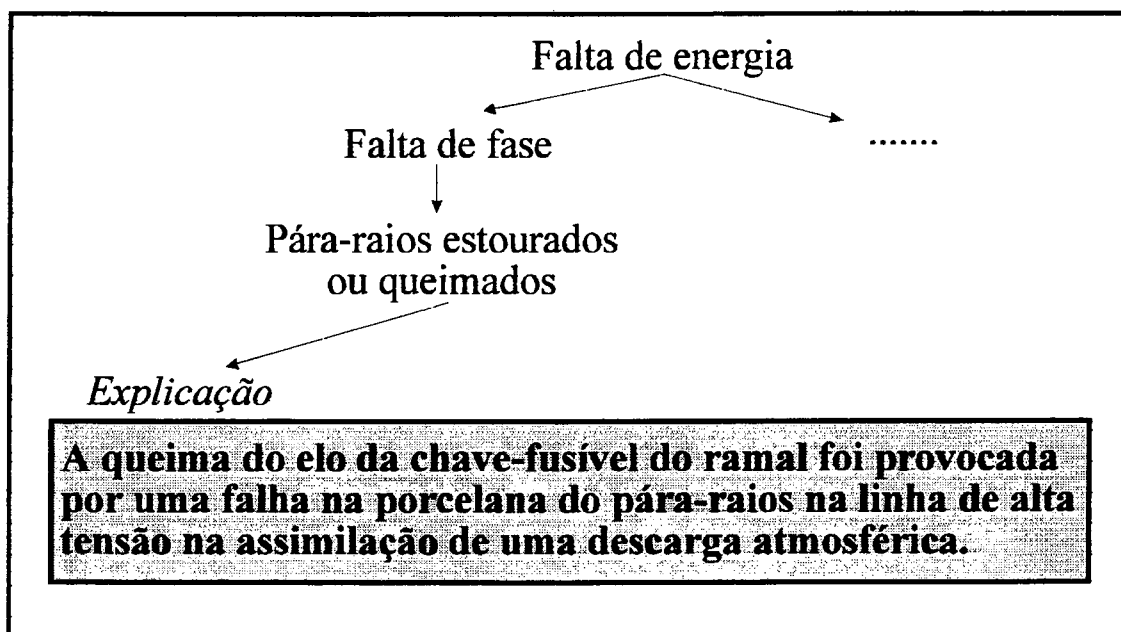 Falta de energia
Falta de fase
.......
Pára-raios estourados
ou queimados
Explicação
A queima do elo da chave-fusível do ramal foi provocada
por uma falha na porcelana do pára-raios na linha de alta
tensão na assimilação de uma descarga atmosférica.